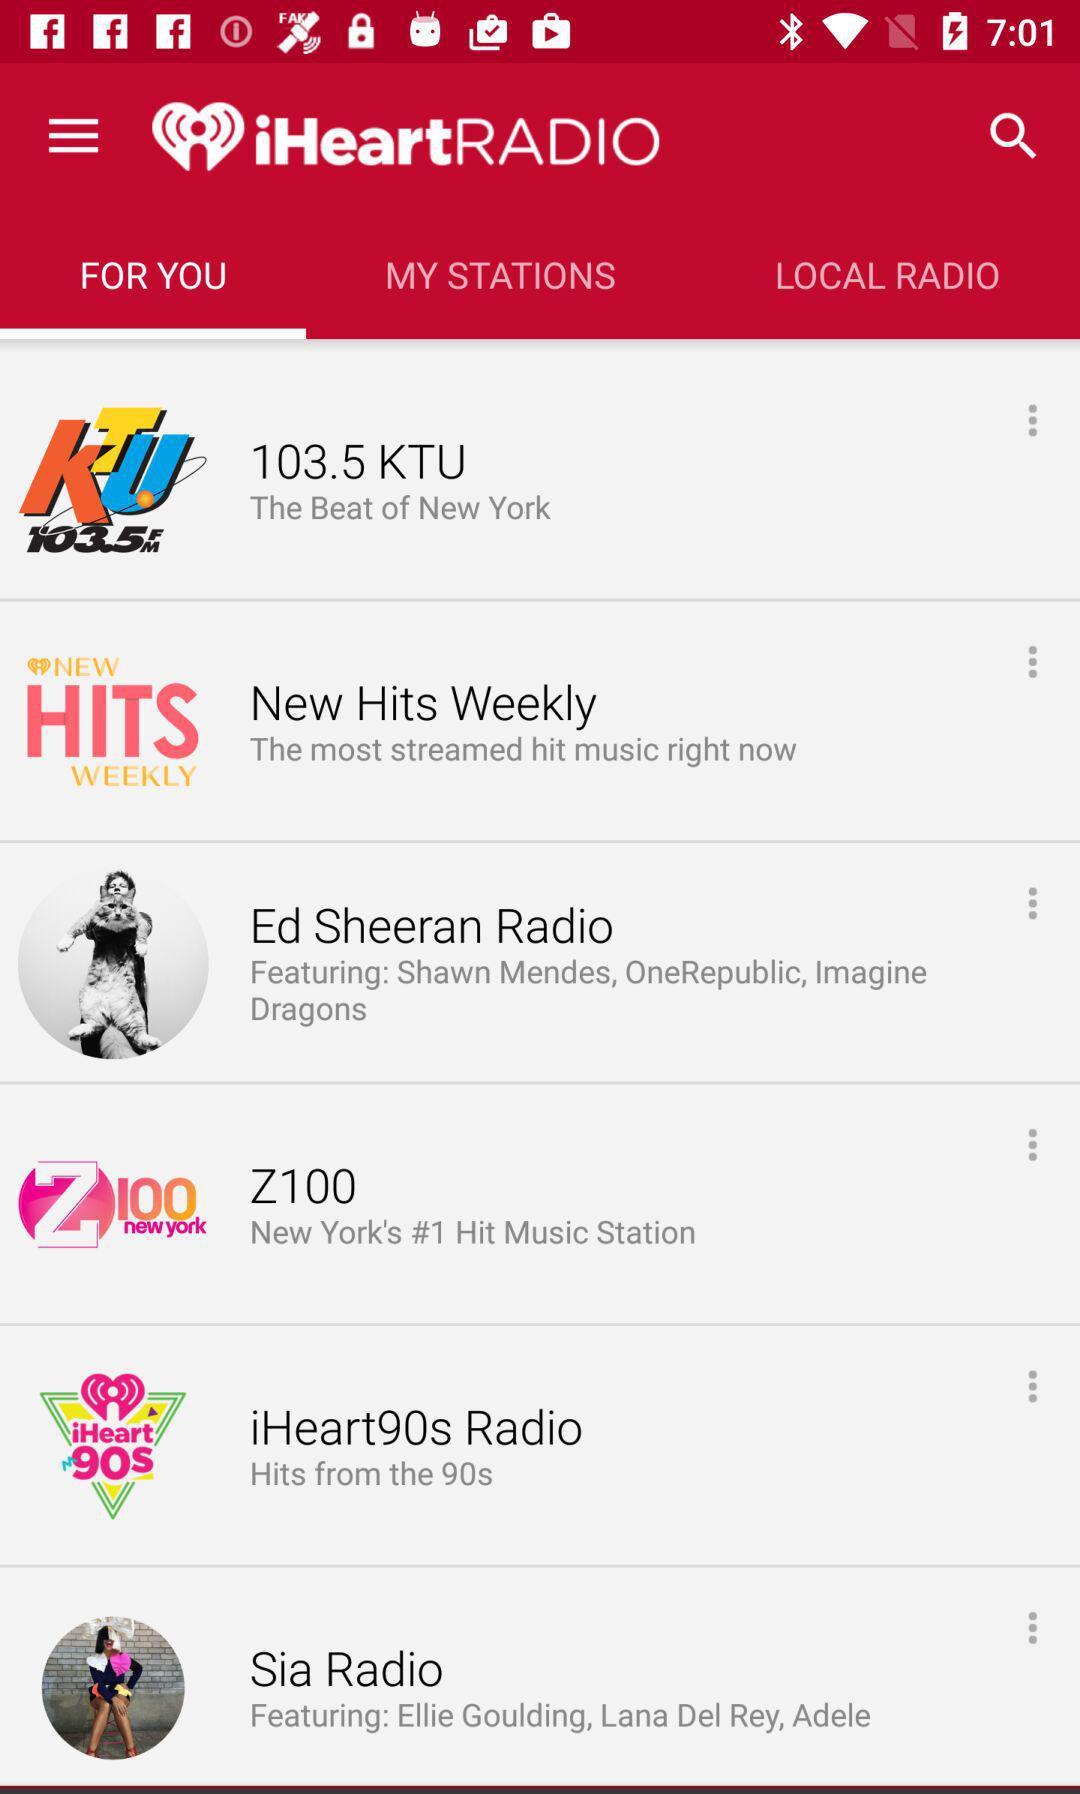 FAKE
7:01
iHeartRADIO
FOR YOU
MY STATIONS
LOCAL RADIO
KTU
103.5 FM
103.5 KTU
The Beat of New York
NEW
HITS
WEEKLY
New Hits Weekly
The most streamed hit music right now
Ed Sheeran Radio
Featuring: Shawn Mendes, OneRepublic, Imagine
Dragons
Z100
new york
Z100
New York's #1 Hit Music Station
iHeart
90s
iHeart90s Radio
Hits from the 90s
Sia Radio
Featuring: Ellie Goulding, Lana Del Rey, Adele